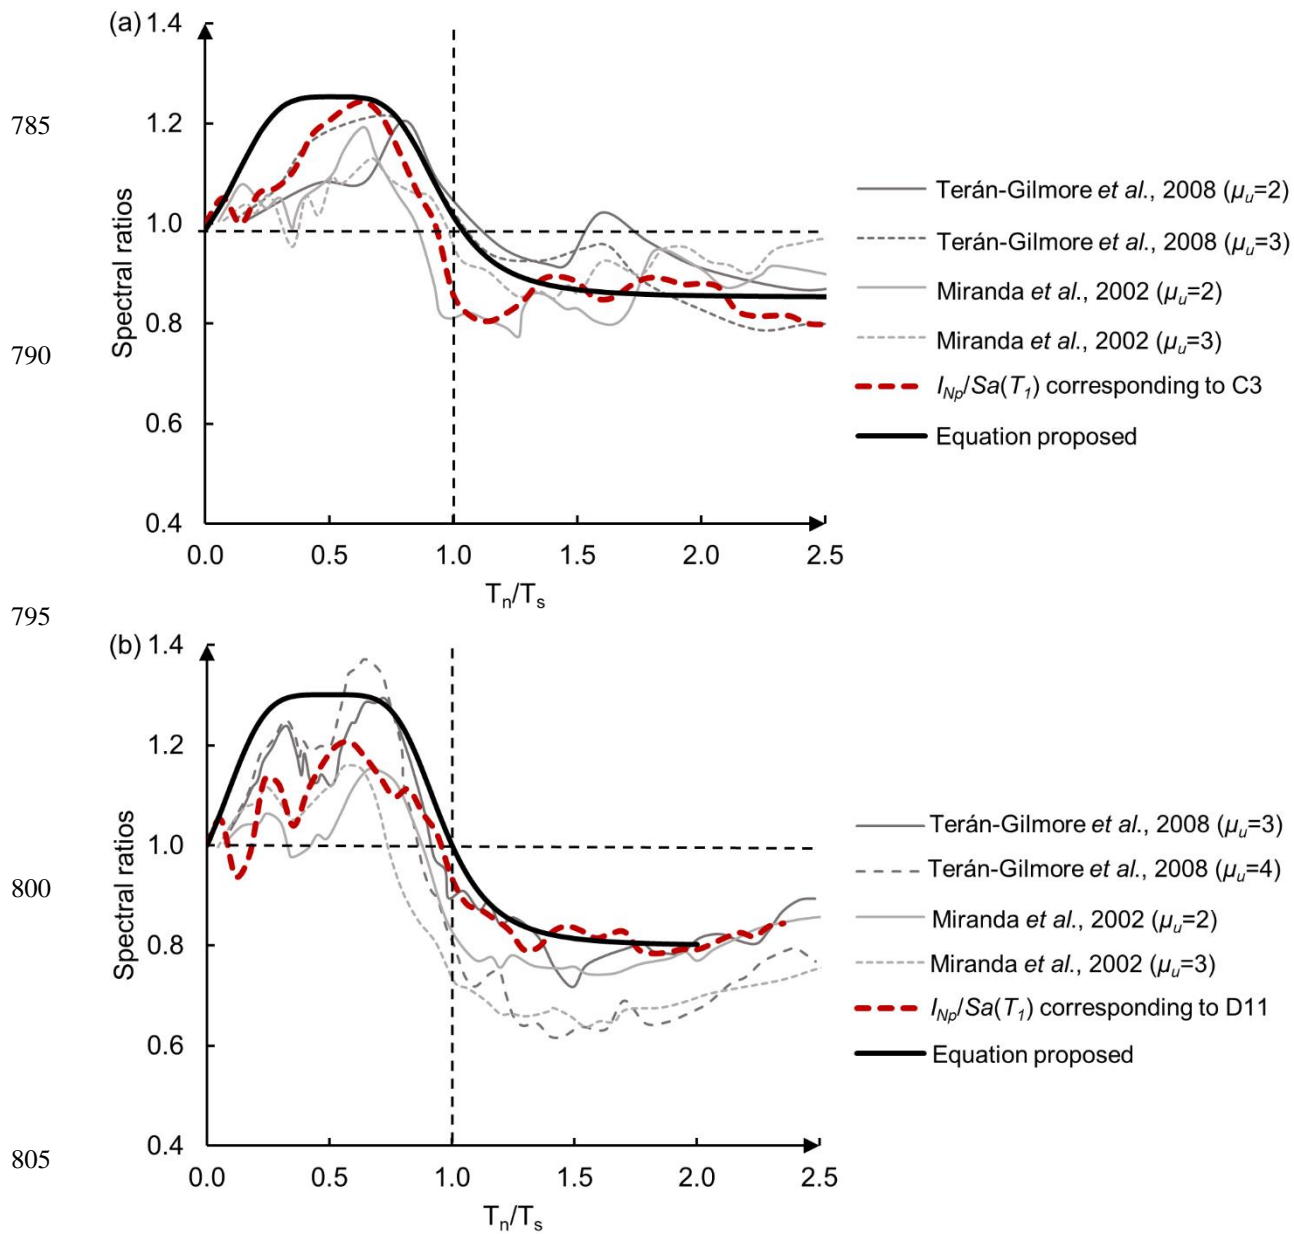 (a) 1.4
785
1.2
1.0
0.8
790
0.6
0.4
0.0 0.5 1.0 1.5 2.0 2.5
Spectral ratios
Tn/Ts
Terán-Gilmore et al., 2008 (μu=2)
Terán-Gilmore et al., 2008 (μu=3)
Miranda et al., 2002 (μu=2)
Miranda et al., 2002 (μu=3)
INp/Sa(T1) corresponding to C3
Equation proposed
795
(b) 1.4
1.2
1.0
800
0.8
0.6
0.4
805
0.0 0.5 1.0 1.5 2.0 2.5
Spectral ratios
Tn/Ts
Terán-Gilmore et al., 2008 (μu=3)
Terán-Gilmore et al., 2008 (μu=4)
Miranda et al., 2002 (μu=2)
Miranda et al., 2002 (μu=3)
INp/Sa(T1) corresponding to D11
Equation proposed